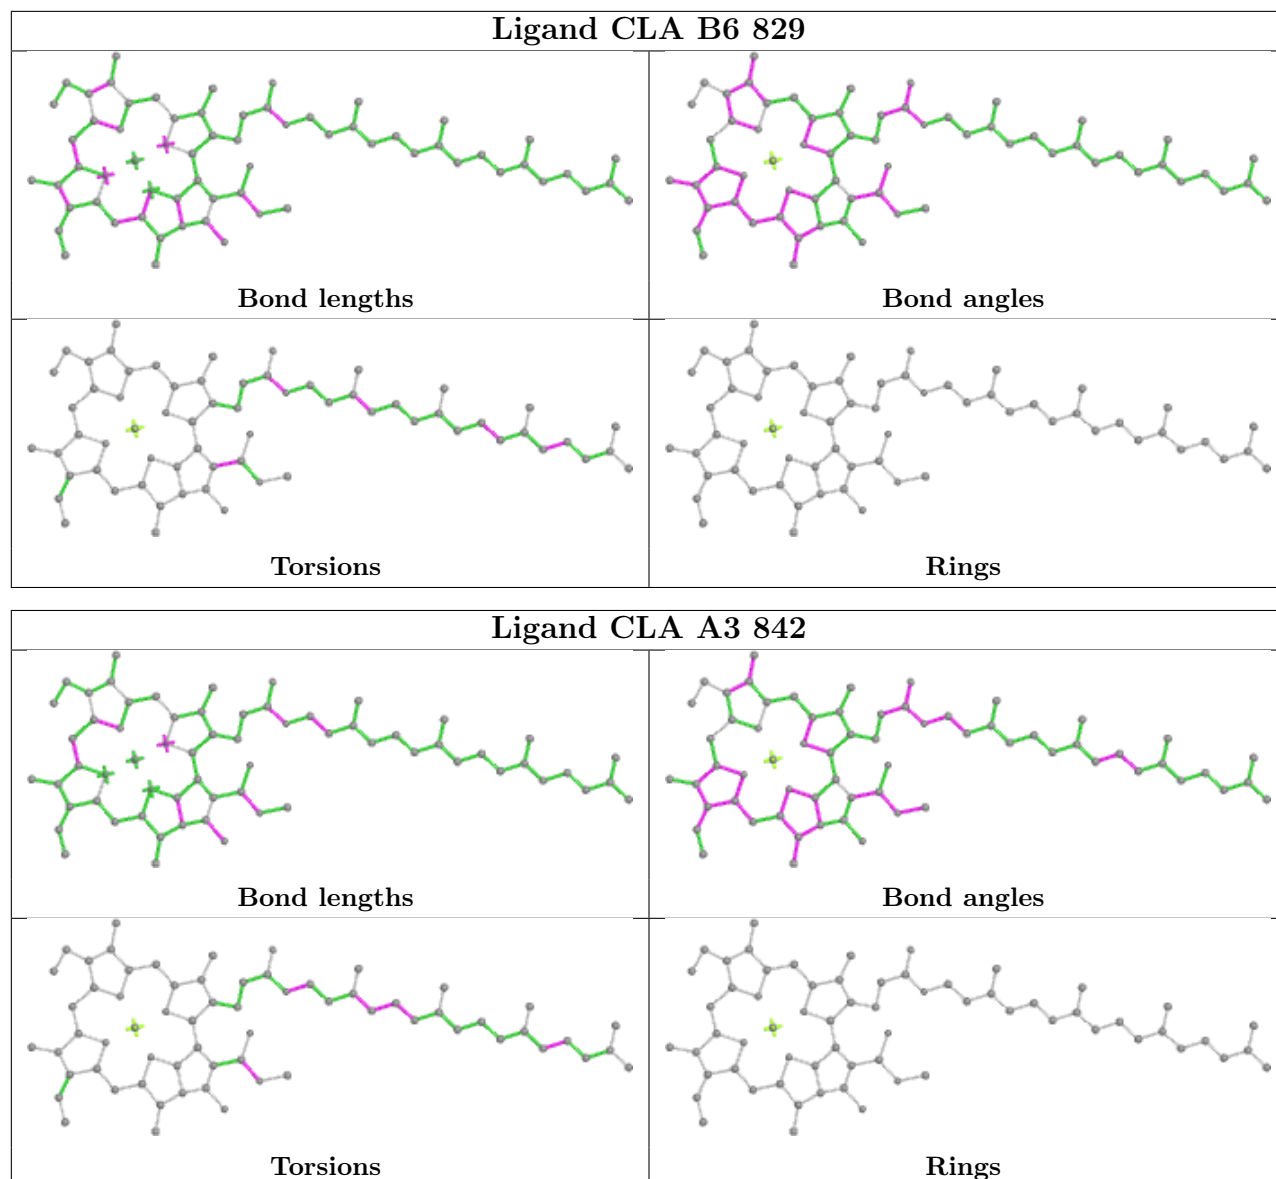 Ligand CLA B6 829
Bond lengths
Bond angles
Torsions
Rings
Ligand CLA A3 842
Bond lengths
Bond angles
Torsions
Rings